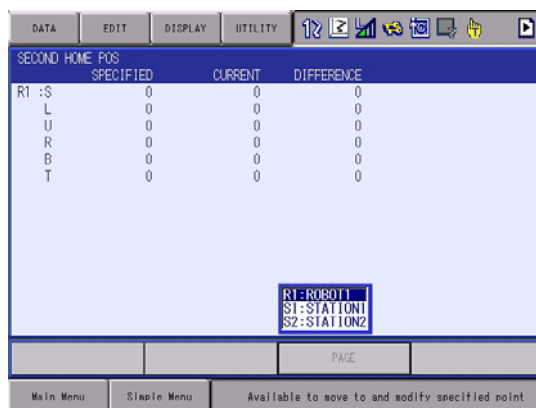 DATA EDIT DISPLAY UTILITY
SECOND HOME POS
SPECIFIED CURRENT DIFFERENCE
R1 :S 0 0 0
L 0 0 0
U 0 0 0
R 0 0 0
B 0 0 0
T 0 0 0
R1:ROBOT1
S1:STATION1
S2:STATION2
PAGE
Main Menu Simple Menu Available to move to and modify specified point